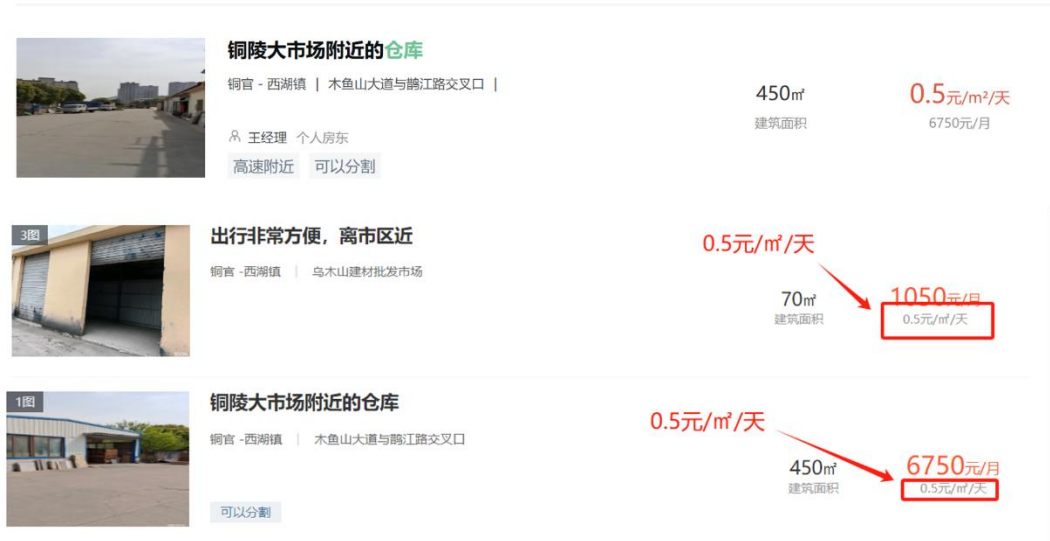 铜陵大市场附近的仓库
铜官 - 西湖镇 | 木鱼山大道与鹊江路交叉口 |
450㎡
0.5元/m²/天
建筑面积
6750元/月
王经理 个人房东
高速附近 可以分割
3图
出行非常方便，离市区近
0.5元/㎡/天
铜官 -西湖镇 | 乌木山建材批发市场
70㎡
1050元/月
建筑面积
0.5元/㎡/天
1图
铜陵大市场附近的仓库
0.5元/㎡/天
铜官 -西湖镇 | 木鱼山大道与鹊江路交叉口
450㎡
6750元/月
建筑面积
0.5元/㎡/天
可以分割